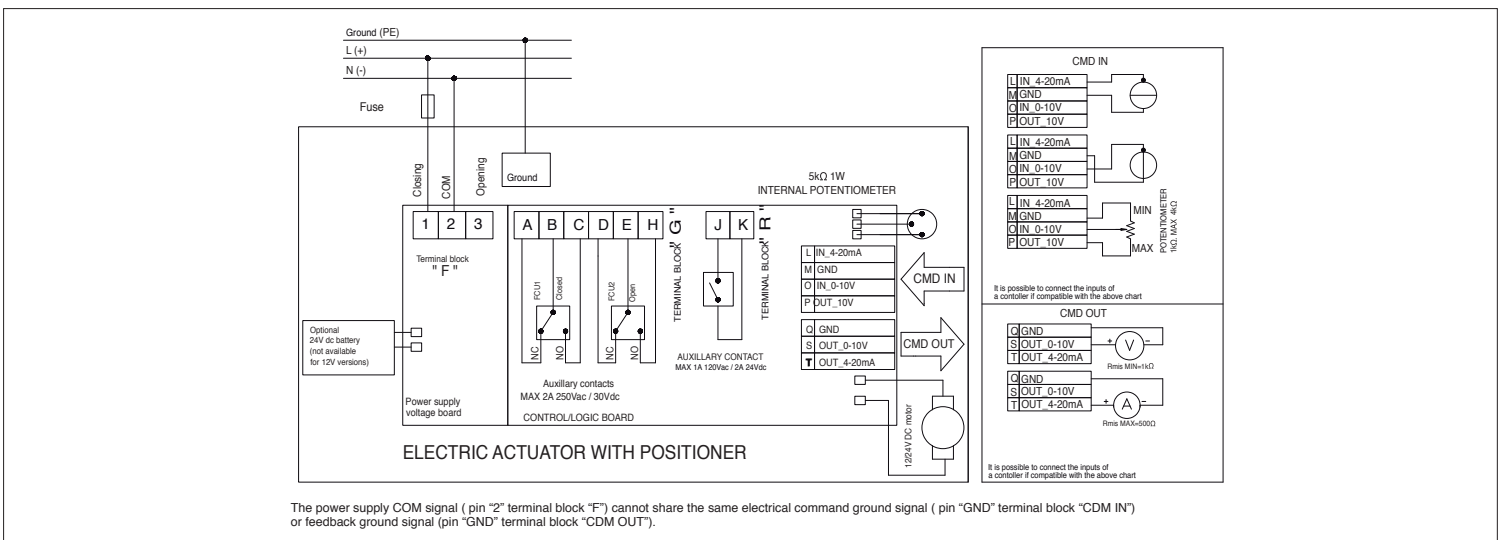 Ground (PE)
L (+)
N (-)
Fuse
Closing
COM
Opening
Ground
1 2 3
Terminal block
" F "
A B C D E H
TERMINAL BLOCK " G "
J K
TERMINAL BLOCK " R "
FCU1
Closed
NC
NO
FCU2
Open
NC
NO
Auxillary contacts
MAX 2A 250Vac / 30Vdc
AUXILLARY CONTACT
MAX 1A 120Vac / 2A 24Vdc
5kΩ 1W
INTERNAL POTENTIOMETER
L IN_4-20mA
M GND
O IN_0-10V
P OUT_10V
CMD IN
Q GND
S OUT_0-10V
T OUT_4-20mA
CMD OUT
12/24V DC motor
Optional
24V dc battery
(not available
for 12V versions)
Power supply
voltage board
CONTROL/LOGIC BOARD
ELECTRIC ACTUATOR WITH POSITIONER
CMD IN
L IN_4-20mA
M GND
O IN_0-10V
P OUT_10V
L IN_4-20mA
M GND
O IN_0-10V
P OUT_10V
L IN_4-20mA
M GND
O IN_0-10V
P OUT_10V
MIN
MAX
POTENTIOMETER
1kΩ. MAX 4kΩ
It is possible to connect the inputs of
a contoller if compatible with the above chart
CMD OUT
Q GND
S OUT_0-10V
T OUT_4-20mA
+ V -
Rmis MIN=1kΩ
Q GND
S OUT_0-10V
T OUT_4-20mA
+ A -
Rmis MAX=500Ω
It is possible to connect the inputs of
a contoller if compatible with the above chart
The power supply COM signal ( pin “2” terminal block “F”) cannot share the same electrical command ground signal ( pin “GND” terminal block “CDM IN”)
or feedback ground signal (pin “GND” terminal block “CDM OUT”).